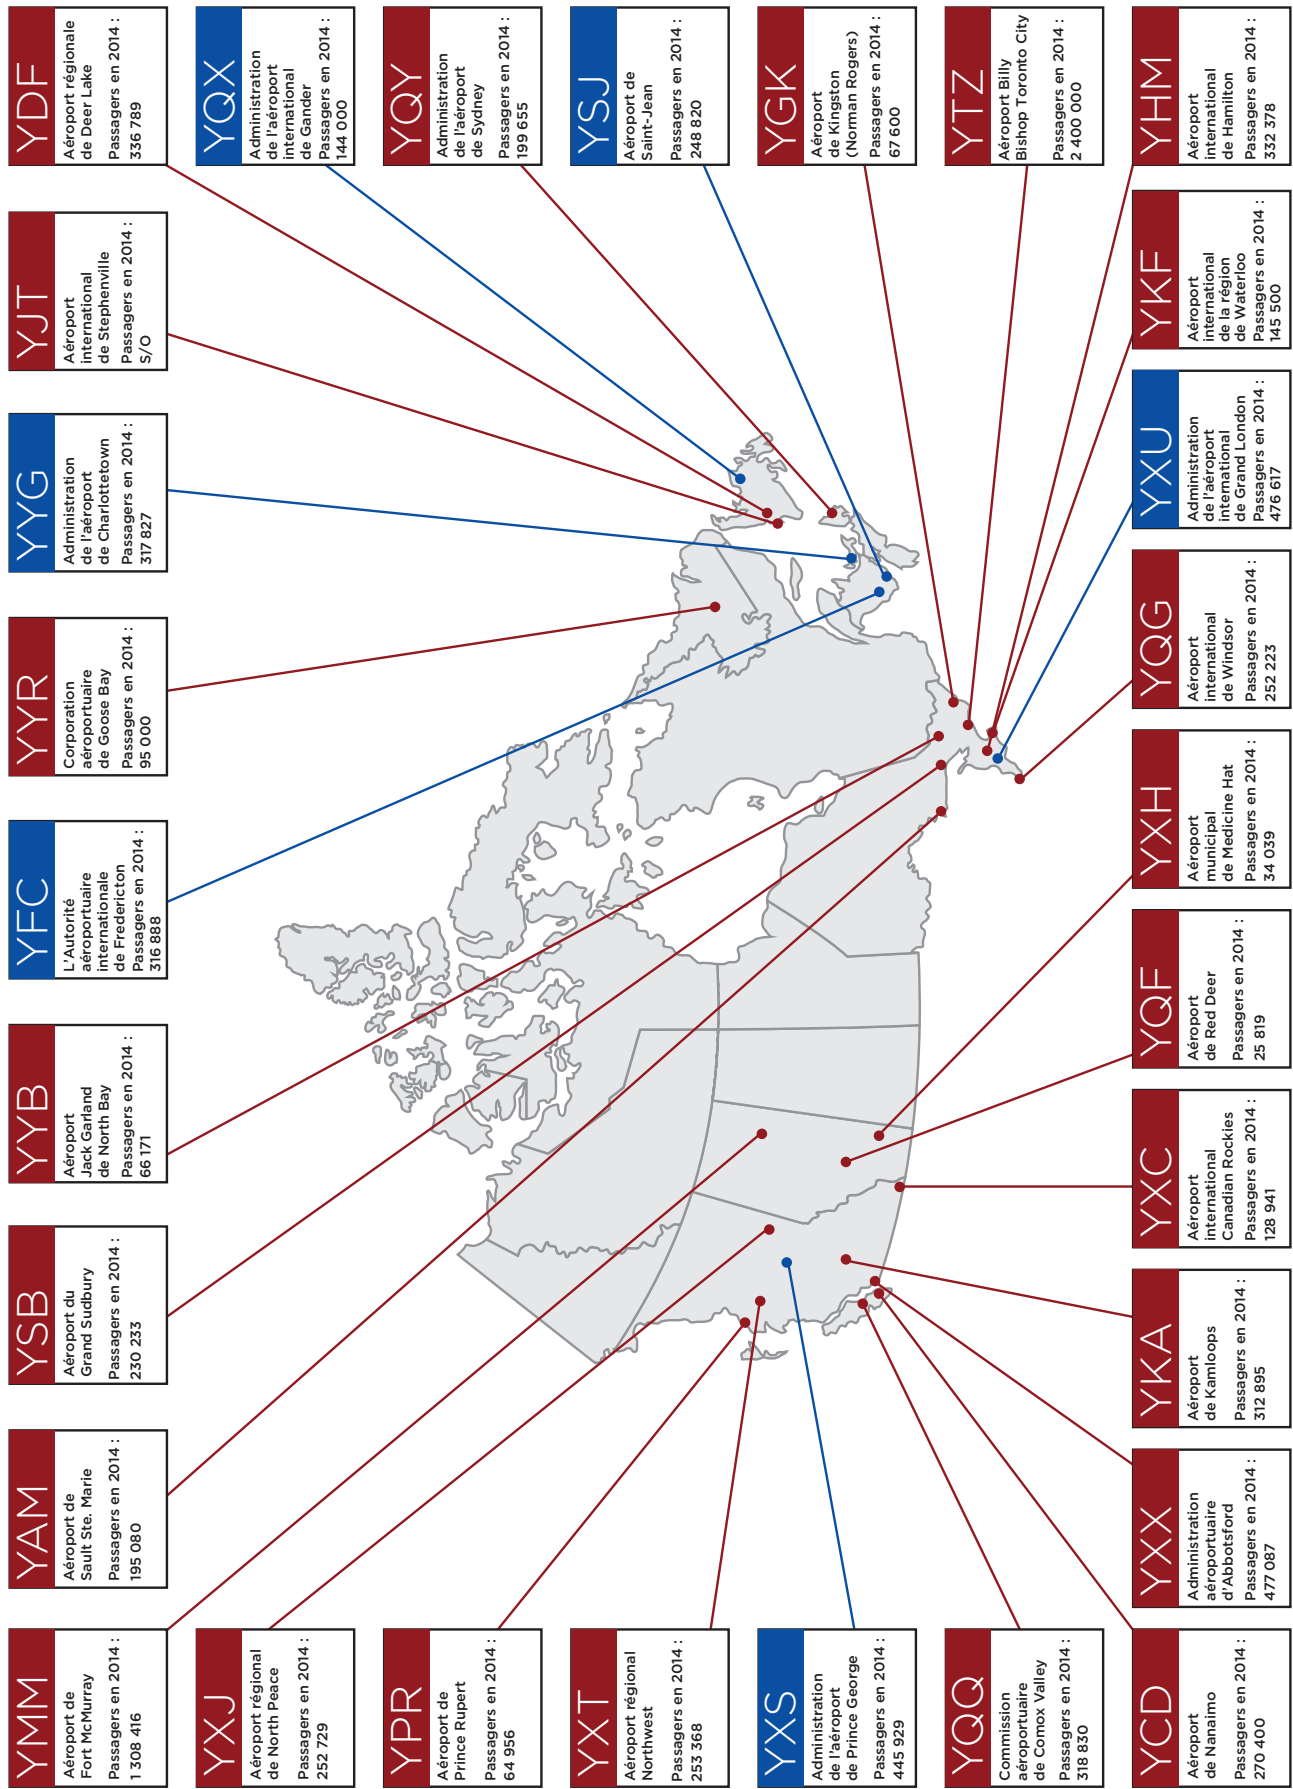 YMM
Aéroport de
Fort McMurray
Passagers en 2014 :
1 308 416
YAM
Aéroport de
Sault Ste. Marie
Passagers en 2014 :
195 080
YSB
Aéroport du
Grand Sudbury
Passagers en 2014 :
230 233
YYB
Aéroport
Jack Garland
de North Bay
Passagers en 2014 :
66 171
YFC
L'Autorité
aéroportuaire
internationale
de Fredericton
Passagers en 2014 :
316 888
YYR
Corporation
aéroportuaire
de Goose Bay
Passagers en 2014 :
95 000
YYG
Administration
de l'aéroport
de Charlottetown
Passagers en 2014 :
317 827
YJT
Aéroport
international
de Stephenville
Passagers en 2014 :
S/O
YDF
Aéroport régionale
de Deer Lake
Passagers en 2014 :
336 789
YXJ
Aéroport régional
de North Peace
Passagers en 2014 :
252 729
YQX
Administration
de l'aéroport
international
de Gander
Passagers en 2014 :
144 000
YPR
Aéroport de
Prince Rupert
Passagers en 2014 :
64 956
YQY
Administration
de l'aéroport
de Sydney
Passagers en 2014 :
199 655
YXT
Aéroport régional
Northwest
Passagers en 2014 :
253 368
YSJ
Aéroport de
Saint-Jean
Passagers en 2014 :
248 820
YXS
Administration
de l'aéroport
de Prince George
Passagers en 2014 :
445 929
YGK
Aéroport
de Kingston
(Norman Rogers)
Passagers en 2014 :
67 600
YQQ
Commission
aéroportuaire
de Comox Valley
Passagers en 2014 :
318 830
YTZ
Aéroport Billy
Bishop Toronto City
Passagers en 2014 :
2 400 000
YCD
Aéroport
de Nanaimo
Passagers en 2014 :
270 400
YXX
Administration
aéroportuaire
d'Abbotsford
Passagers en 2014 :
477 087
YKA
Aéroport
de Kamloops
Passagers en 2014 :
312 895
YXC
Aéroport
international
Canadian Rockies
Passagers en 2014 :
128 941
YQF
Aéroport
de Red Deer
Passagers en 2014 :
25 819
YXH
Aéroport
municipal
de Medicine Hat
Passagers en 2014 :
34 039
YQG
Aéroport
international
de Windsor
Passagers en 2014 :
252 223
YXU
Administration
de l'aéroport
international
de Grand London
Passagers en 2014 :
476 617
YKF
Aéroport
international
de la région
de Waterloo
Passagers en 2014 :
145 500
YHM
Aéroport
international
de Hamilton
Passagers en 2014 :
332 378